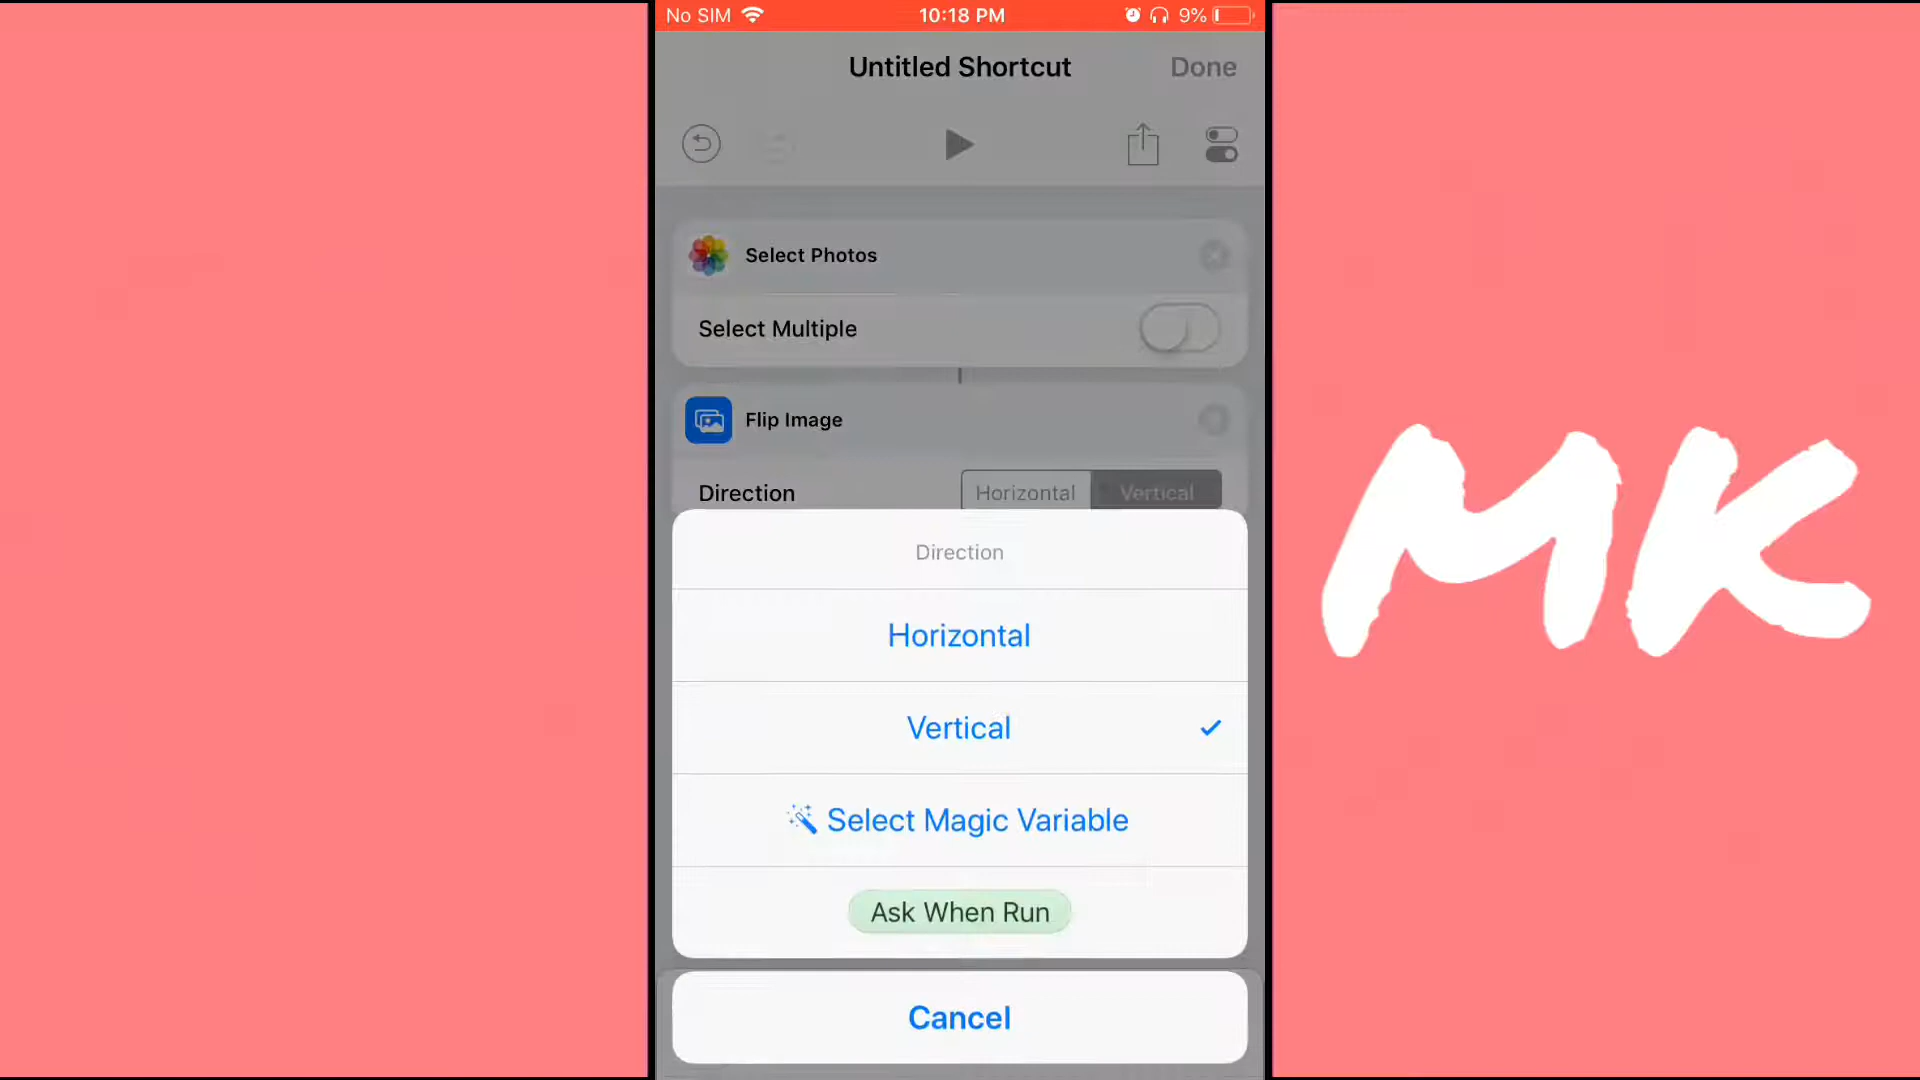 No SIM 10:18 PM 9%
Untitled Shortcut Done
Select Photos
Select Multiple
Flip Image
Direction Horizontal Vertical
Direction
Horizontal
Vertical
Select Magic Variable
Ask When Run
Cancel
MK